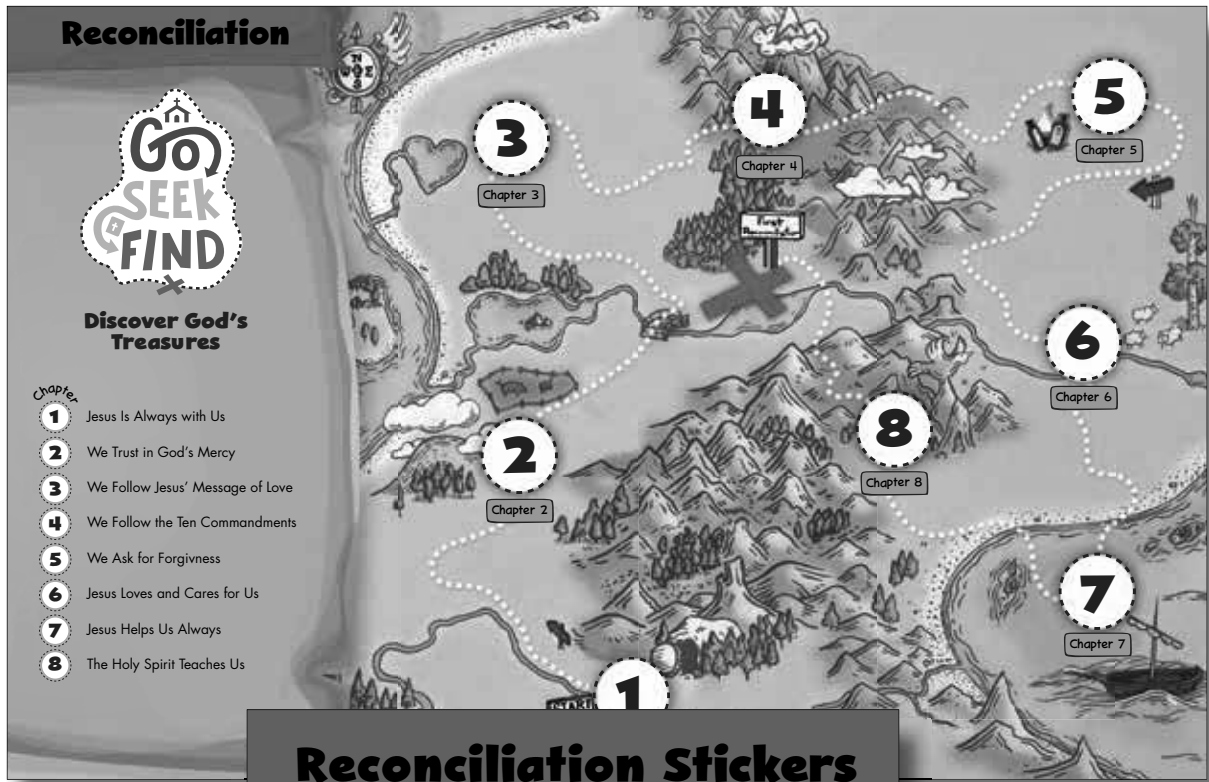 Reconciliation
GO
SEEK
FIND
Discover God's
Treasures
Chapter
1 Jesus Is Always with Us
2 We Trust in God's Mercy
3 We Follow Jesus' Message of Love
4 We Follow the Ten Commandments
5 We Ask for Forgivness
6 Jesus Loves and Cares for Us
7 Jesus Helps Us Always
8 The Holy Spirit Teaches Us
N
W E
S
3
Chapter 3
4
Chapter 4
5
Chapter 5
First
6
Chapter 6
2
Chapter 2
8
Chapter 8
7
Chapter 7
1
START
Reconciliation Stickers